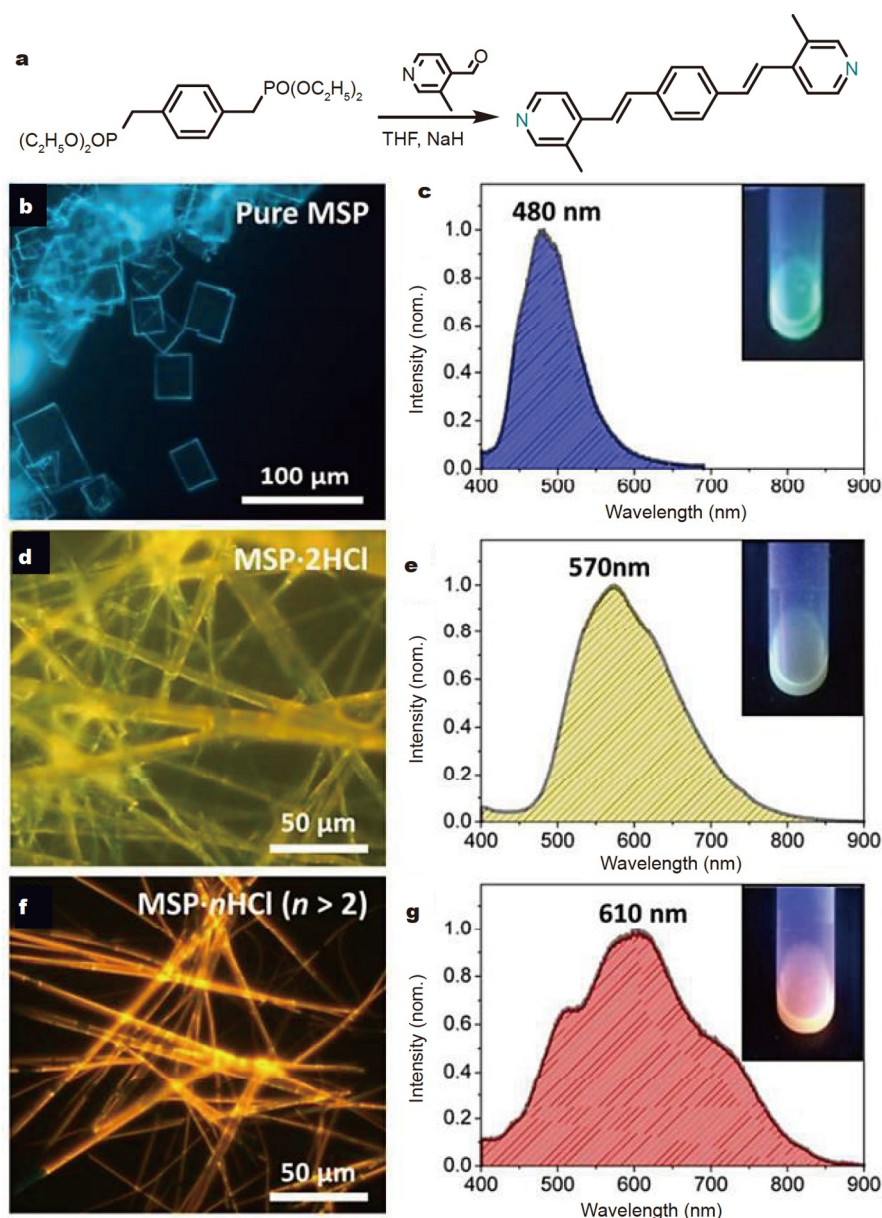 a
PO(OC₂H₅)₂
(C₂H₅O)₂OP
N
O
THF, NaH
N
N
b
Pure MSP
100 µm
c
480 nm
Intensity (nom.)
1.0
0.8
0.6
0.4
0.2
0.0
400 500 600 700 800 900
Wavelength (nm)
d
MSP·2HCl
50 µm
e
570nm
Intensity (nom.)
1.0
0.8
0.6
0.4
0.2
0.0
400 500 600 700 800 900
Wavelength (nm)
f
MSP·nHCl (n > 2)
50 µm
g
610 nm
Intensity (nom.)
1.0
0.8
0.6
0.4
0.2
0.0
400 500 600 700 800 900
Wavelength (nm)